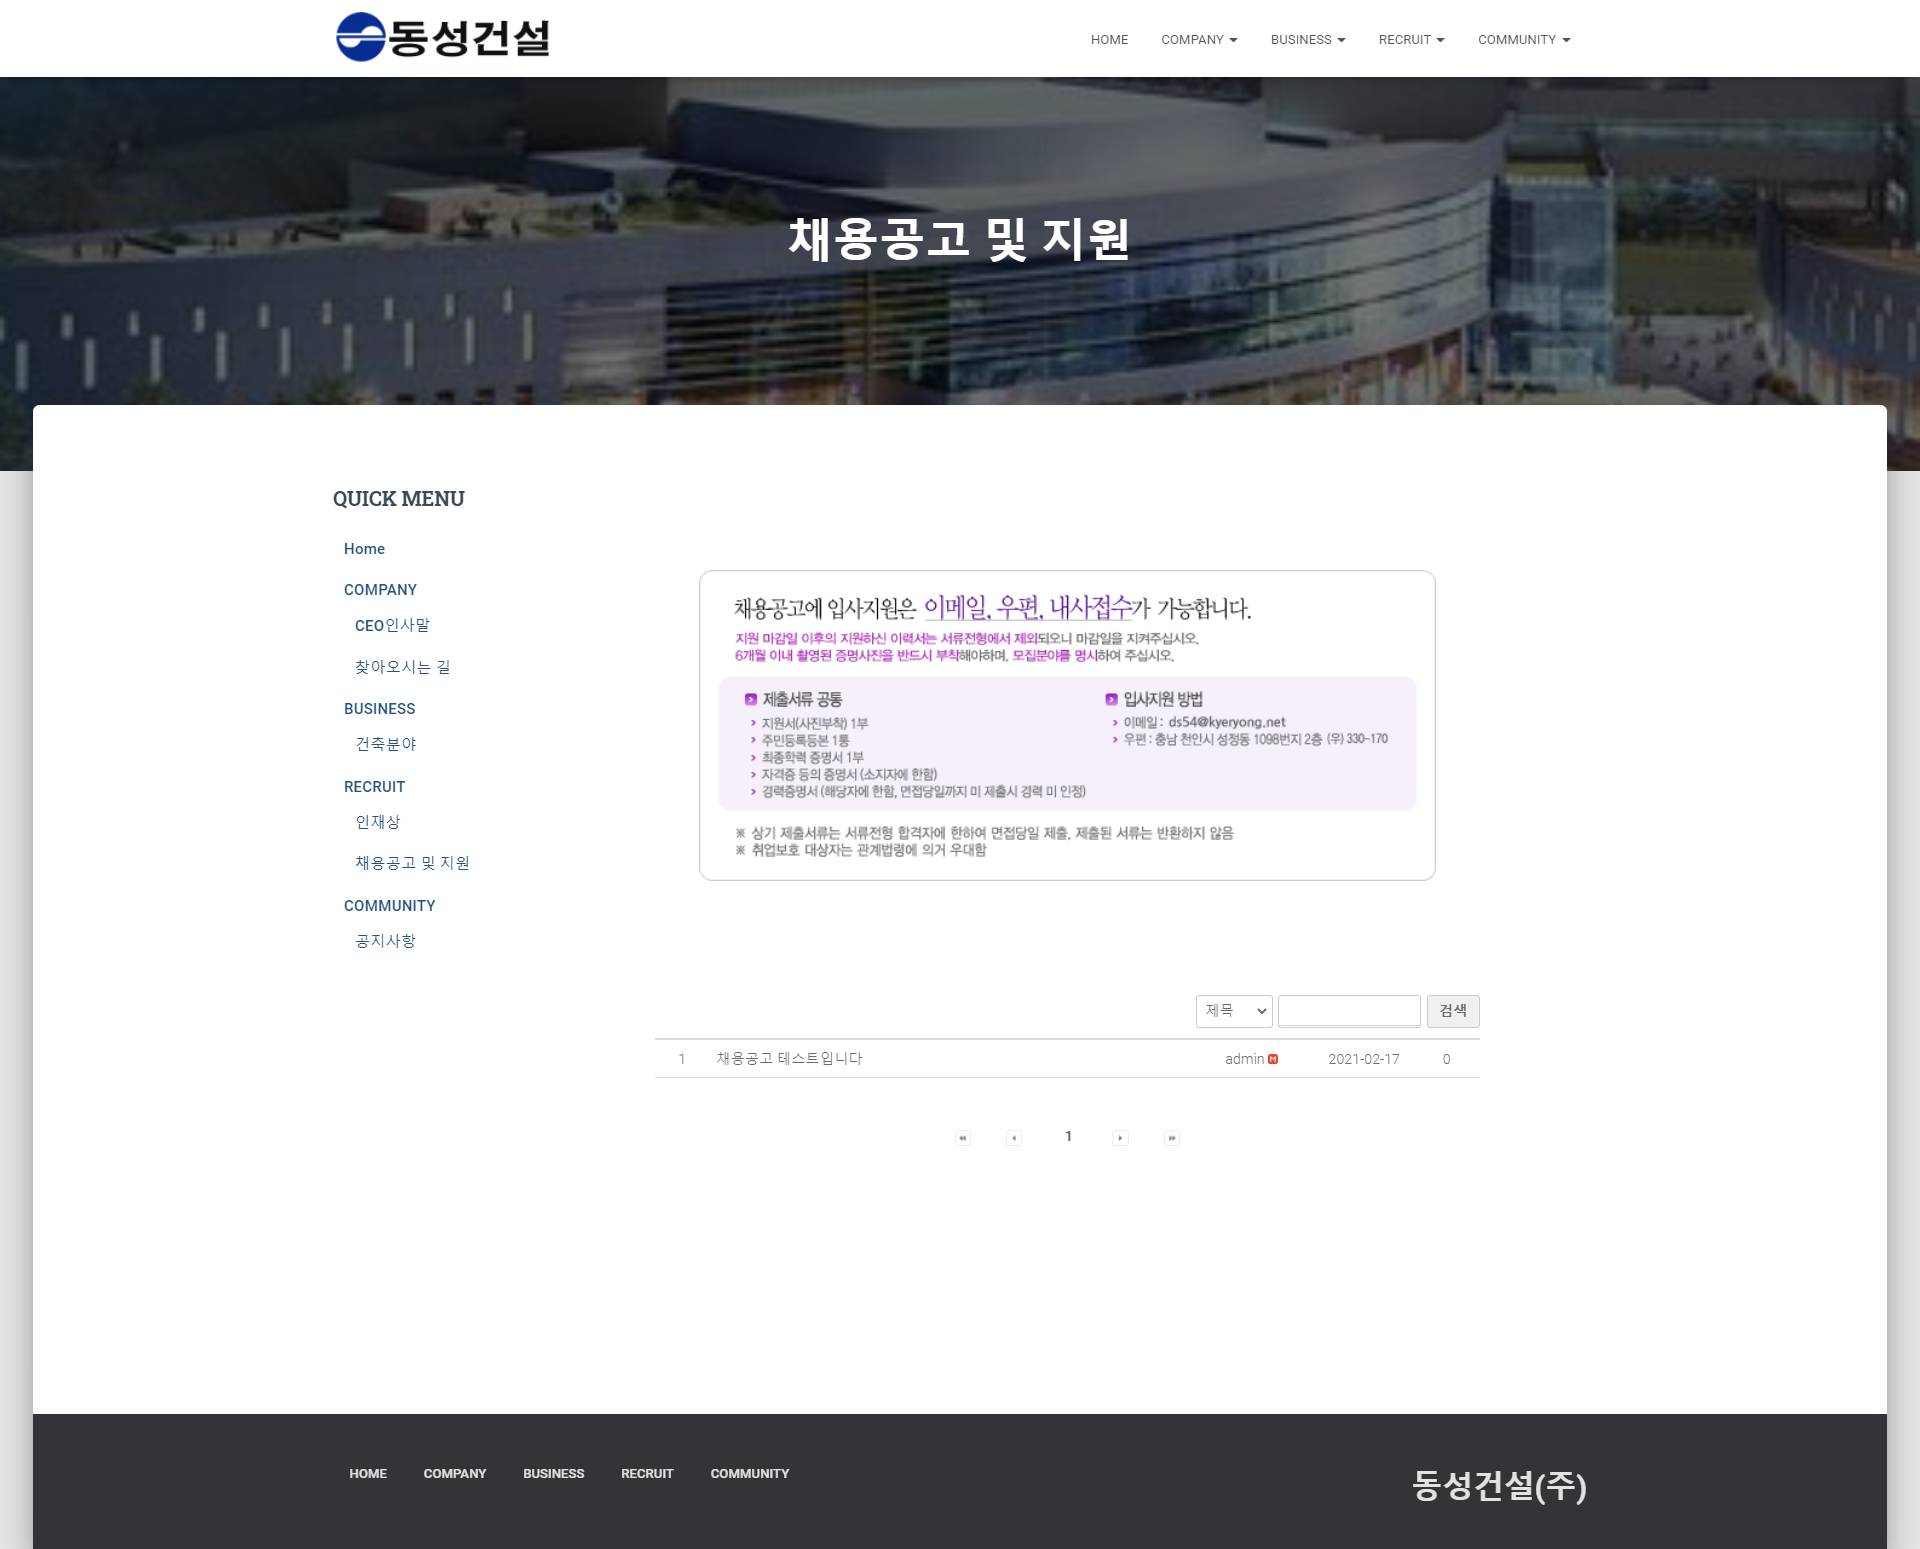 동성건설
HOME COMPANY BUSINESS RECRUIT COMMUNITY
채용공고 및 지원
QUICK MENU
Home
COMPANY
CEO인사말
찾아오시는 길
BUSINESS
건축분야
RECRUIT
인재상
채용공고 및 지원
COMMUNITY
공지사항
채용공고에 입사지원은 이메일, 우편, 내사접수가 가능합니다.
지원 마감일 이후의 지원하신 이력서는 서류전형에서 제외되오니 마감일을 지켜주십시오.
6개월 이내 촬영된 증명사진을 반드시 부착해야하며, 모집분야를 명시하여 주십시오.
제출서류 공통
지원서(사진부착) 1부
주민등록등본 1통
최종학력 증명서 1부
자격증 등의 증명서 (소지자에 한함)
경력증명서 (해당자에 한함, 면접당일까지 미 제출시 경력 미 인정)
입사지원 방법
이메일 : ds54@kyeryong.net
우편 : 충남 천안시 성정동 1098번지 2층 (우) 330-170
※ 상기 제출서류는 서류전형 합격자에 한하여 면접당일 제출, 제출된 서류는 반환하지 않음
※ 취업보호 대상자는 관계법령에 의거 우대함
제목 검색
1 채용공고 테스트입니다 admin M 2021-02-17 0
1
HOME COMPANY BUSINESS RECRUIT COMMUNITY
동성건설(주)